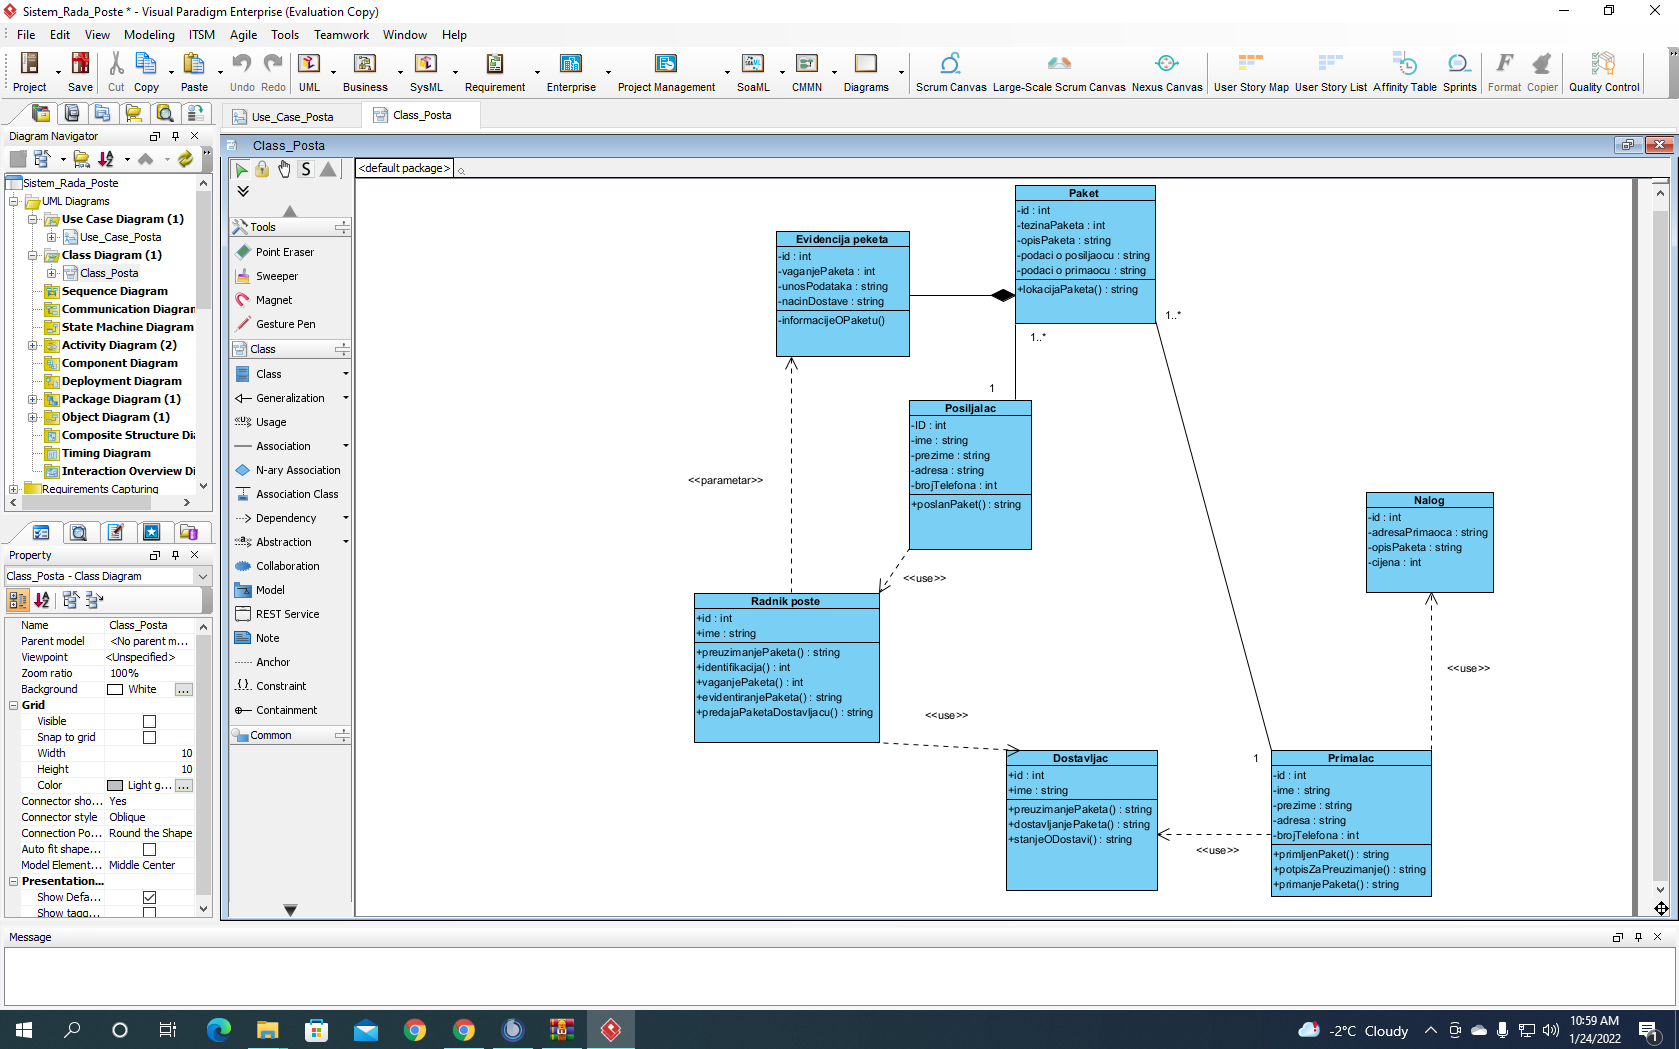 Sistem_Rada_Poste * - Visual Paradigm Enterprise (Evaluation Copy)
File Edit View Modeling ITSM Agile Tools Teamwork Window Help
Project Save Cut Copy Paste Undo Redo UML Business SysML Requirement Enterprise Project Management SoaML CMMN Diagrams Scrum Canvas Large-Scale Scrum Canvas Nexus Canvas User Story Map User Story List Affinity Table Sprints Format Copier Quality Control
Use_Case_Posta Class_Posta
Diagram Navigator
Sistem_Rada_Poste
UML Diagrams
Use Case Diagram (1)
Use_Case_Posta
Class Diagram (1)
Class_Posta
Sequence Diagram
Communication Diagran
State Machine Diagram
Activity Diagram (2)
Component Diagram
Deployment Diagram
Package Diagram (1)
Object Diagram (1)
Composite Structure Dia
Timing Diagram
Interaction Overview Di
Requirements Capturing
Property
Class_Posta - Class Diagram
Name Class_Posta
Parent model <No parent m...
Viewpoint <Unspecified>
Zoom ratio 100%
Background White ...
Grid
Visible
Snap to grid
Width 10
Height 10
Color Light g... ...
Connector sho... Yes
Connector style Oblique
Connection Po... Round the Shape
Auto fit shape...
Model Element... Middle Center
Presentation...
Show Defa...
Show tagg...
Class_Posta
S
<default package>
Tools
Point Eraser
Sweeper
Magnet
Gesture Pen
Class
Class
Generalization
Usage
Association
N-ary Association
Association Class
Dependency
Abstraction
Collaboration
Model
REST Service
Note
Anchor
Constraint
Containment
Common
Paket
-id : int
-tezinaPaketa : int
-opisPaketa : string
-podaci o posiljaocu : string
-podaci o primaocu : string
+lokacijaPaketa() : string
Evidencija peketa
-id : int
-vaganjePaketa : int
-unosPodataka : string
-nacinDostave : string
-informacijeOPaketu()
1..*
1..*
1
Posiljalac
-ID : int
-ime : string
-prezime : string
-adresa : string
-brojTelefona : int
+poslanPaket() : string
<<parametar>>
<<use>>
Nalog
-id : int
-adresaPrimaoca : string
-opisPaketa : string
-cijena : int
<<use>>
Radnik poste
+id : int
+ime : string
+preuzimanjePaketa() : string
+identifikacija() : int
+vaganjePaketa() : int
+evidentiranjePaketa() : string
+predajaPaketaDostavljacu() : string
<<use>>
Dostavljac
+id : int
+ime : string
+preuzimanjePaketa() : string
+dostavljanjePaketa() : string
+stanjeODostavi() : string
<<use>>
1
Primalac
-id : int
-ime : string
-prezime : string
-adresa : string
-brojTelefona : int
+primljenPaket() : string
+potpisZaPreuzimanje() : string
+primanjePaketa() : string
Message
-2°C Cloudy
10:59 AM
1/24/2022
1